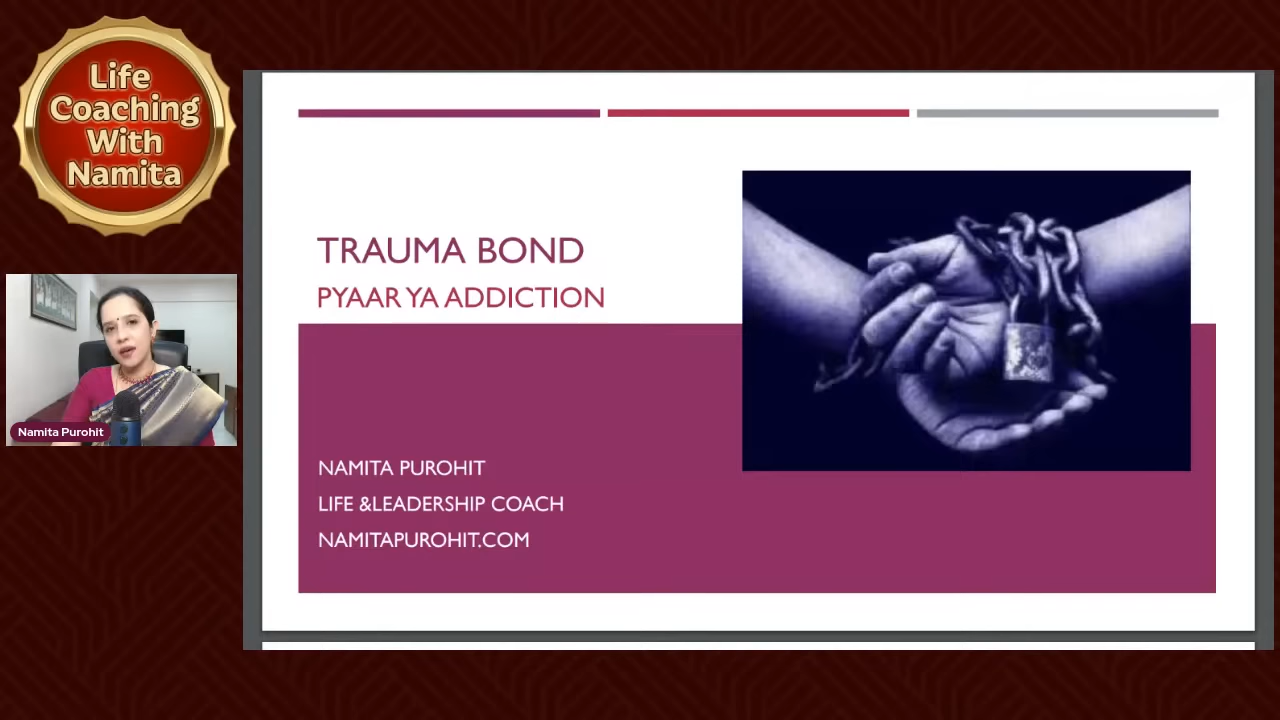 Life
Coaching
With
Namita
Namita Purohit
TRAUMA BOND
PYAAR YA ADDICTION
NAMITA PUROHIT
LIFE &LEADERSHIP COACH
NAMITAPUROHIT.COM